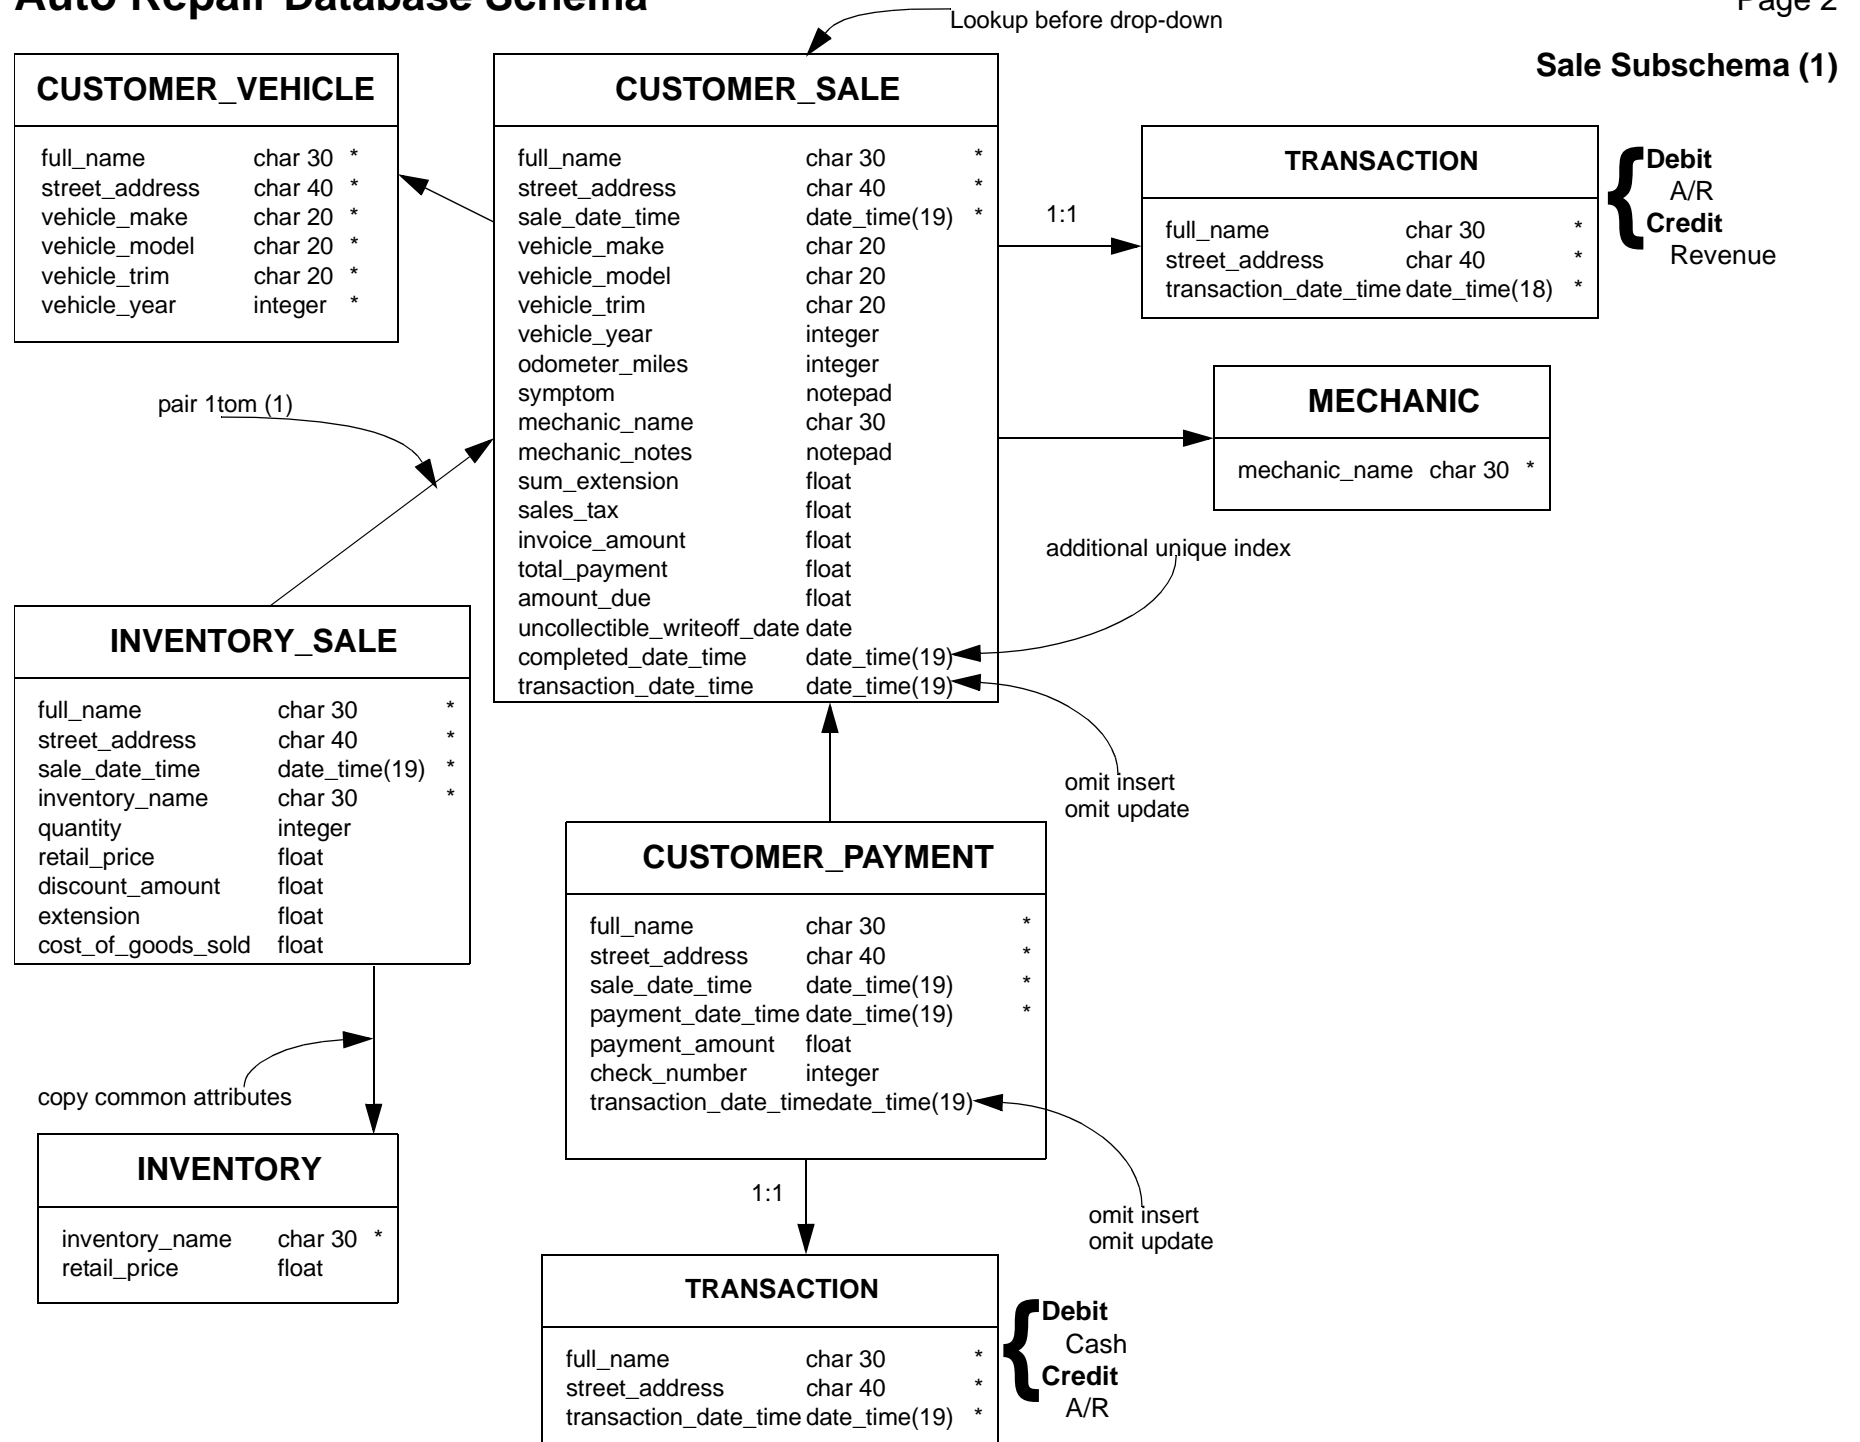 Auto Repair Database Schema
Page 2
Lookup before drop-down
Sale Subschema (1)
CUSTOMER_VEHICLE
full_name char 30 *
street_address char 40 *
vehicle_make char 20 *
vehicle_model char 20 *
vehicle_trim char 20 *
vehicle_year integer *
CUSTOMER_SALE
full_name char 30 *
street_address char 40 *
sale_date_time date_time(19) *
vehicle_make char 20
vehicle_model char 20
vehicle_trim char 20
vehicle_year integer
odometer_miles integer
symptom notepad
mechanic_name char 30
mechanic_notes notepad
sum_extension float
sales_tax float
invoice_amount float
total_payment float
amount_due float
uncollectible_writeoff_date date
completed_date_time date_time(19)
transaction_date_time date_time(19)
1:1
TRANSACTION
full_name char 30 *
street_address char 40 *
transaction_date_time date_time(18) *
{
Debit
A/R
Credit
Revenue
MECHANIC
mechanic_name char 30 *
pair 1tom (1)
additional unique index
omit insert
omit update
INVENTORY_SALE
full_name char 30 *
street_address char 40 *
sale_date_time date_time(19) *
inventory_name char 30 *
quantity integer
retail_price float
discount_amount float
extension float
cost_of_goods_sold float
copy common attributes
INVENTORY
inventory_name char 30 *
retail_price float
CUSTOMER_PAYMENT
full_name char 30 *
street_address char 40 *
sale_date_time date_time(19) *
payment_date_time date_time(19) *
payment_amount float
check_number integer
transaction_date_timedate_time(19)
omit insert
omit update
1:1
TRANSACTION
full_name char 30 *
street_address char 40 *
transaction_date_time date_time(19) *
{
Debit
Cash
Credit
A/R